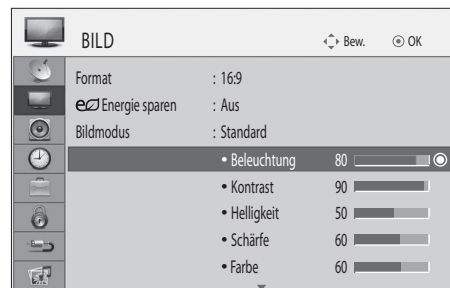 BILD Bew. OK
Format : 16:9
Energie sparen : Aus
Bildmodus : Standard
• Beleuchtung 80
• Kontrast 90
• Helligkeit 50
• Schärfe 60
• Farbe 60